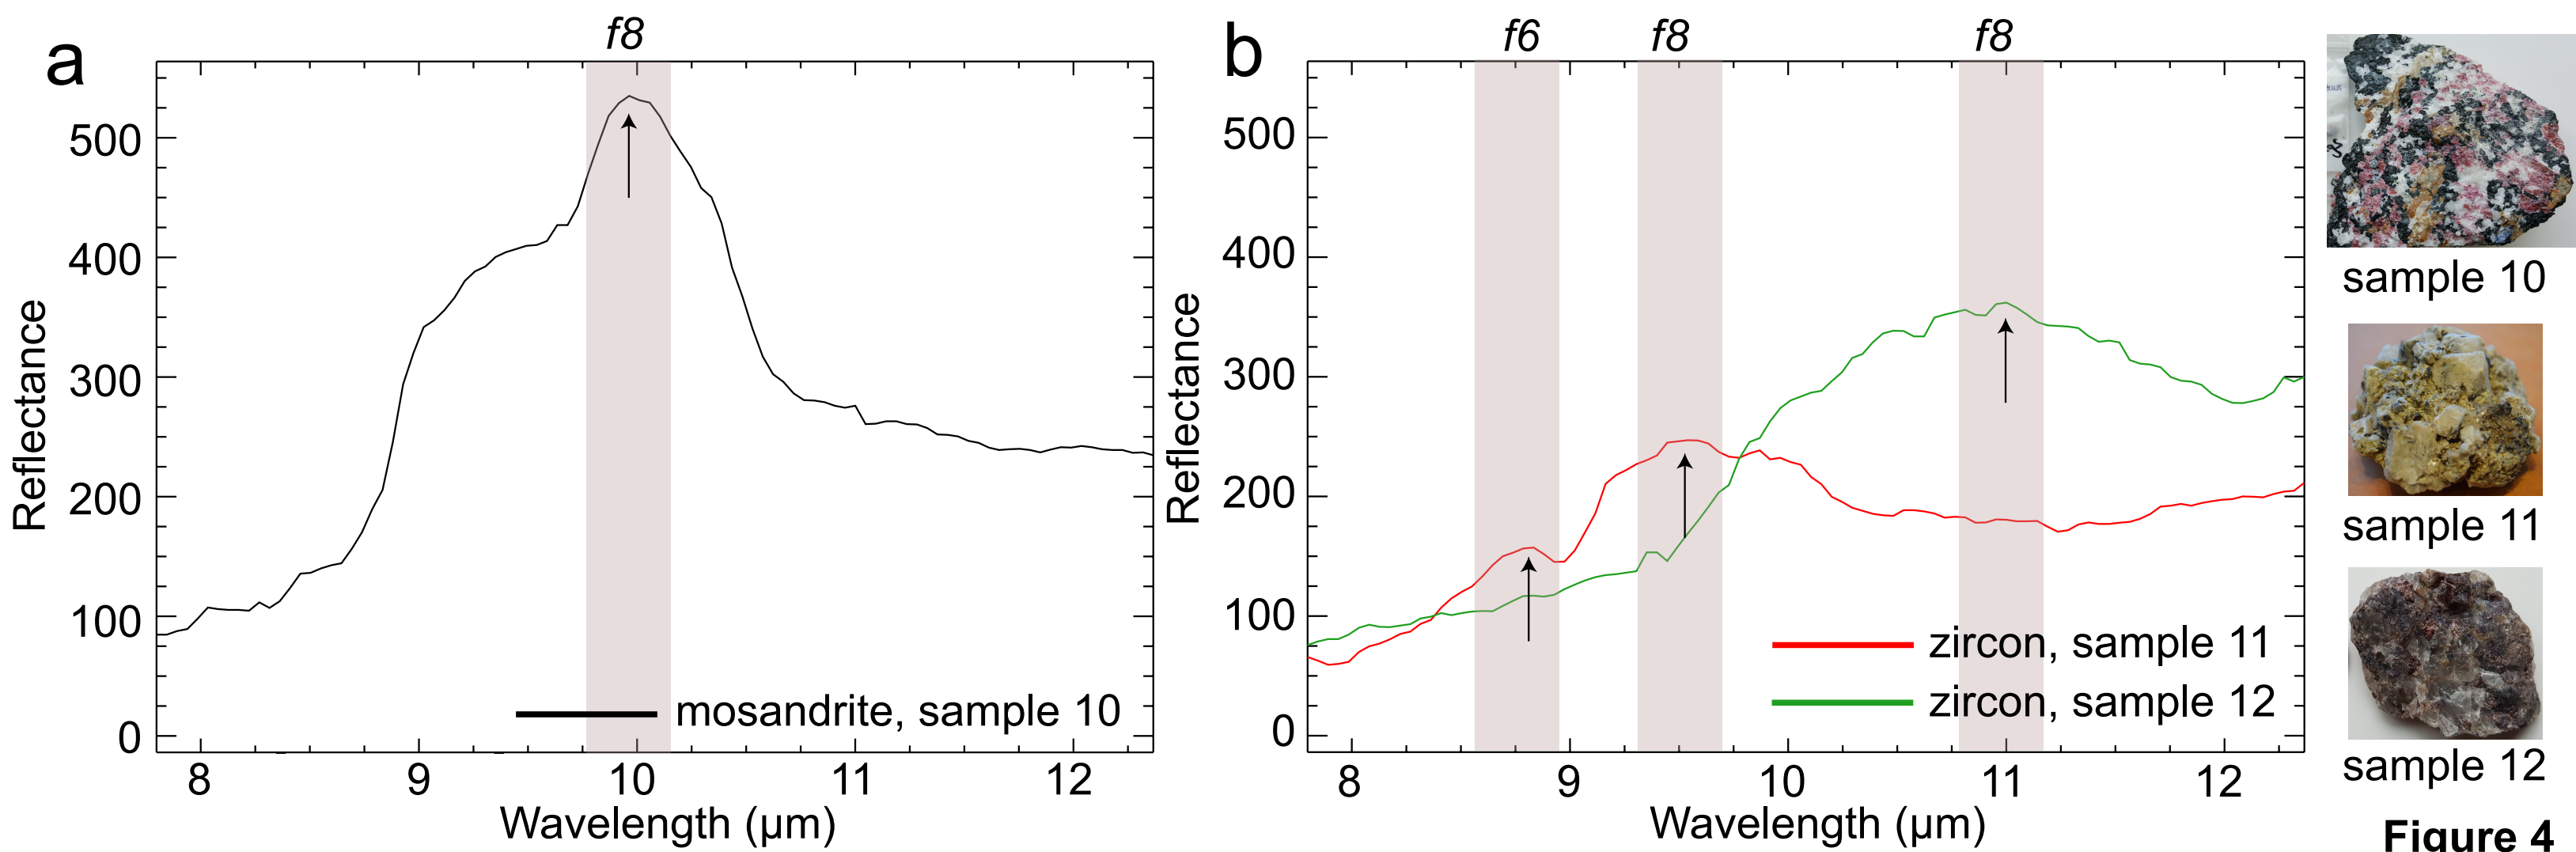 a
f8
Reflectance
500
400
300
200
100
0
8 9 10 11 12
Wavelength (µm)
mosandrite, sample 10
b
f6 f8 f8
Reflectance
500
400
300
200
100
0
8 9 10 11 12
Wavelength (µm)
zircon, sample 11
zircon, sample 12
sample 10
sample 11
sample 12
Figure 4